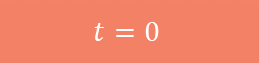 t = 0